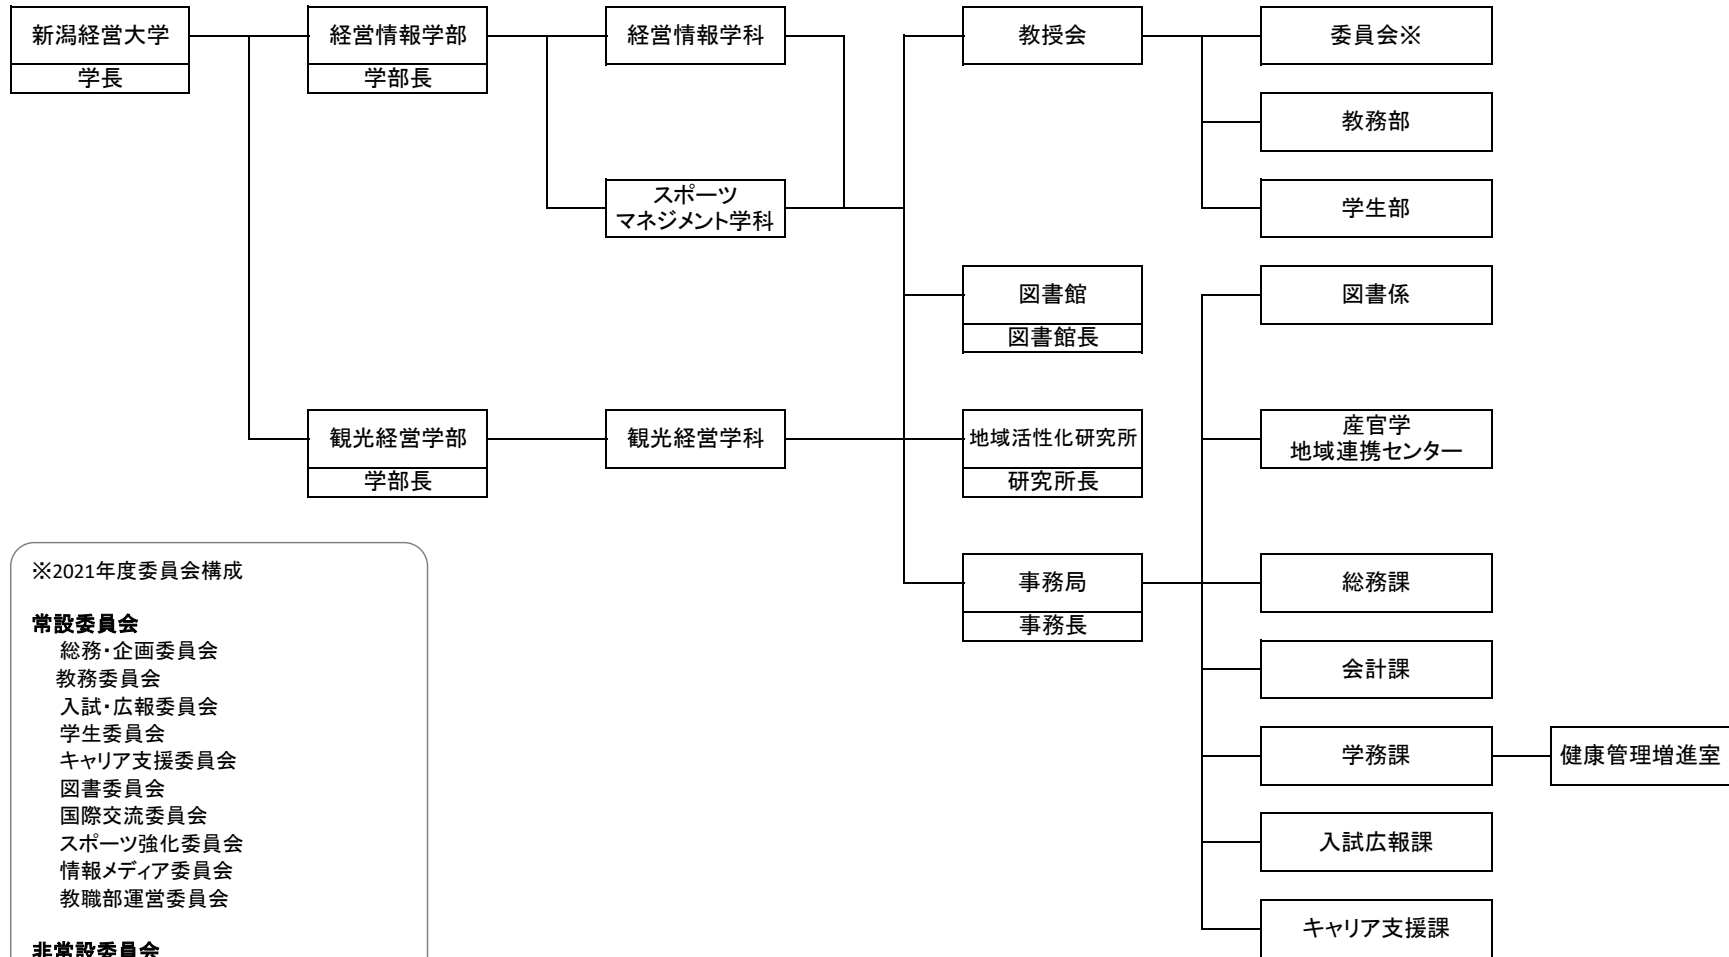 新潟経営大学
学長
経営情報学部
学部長
経営情報学科
スポーツ
マネジメント学科
観光経営学部
学部長
観光経営学科
教授会
図書館
図書館長
地域活性化研究所
研究所長
事務局
事務長
委員会※
教務部
学生部
図書係
産官学
地域連携センター
総務課
会計課
学務課
健康管理増進室
入試広報課
キャリア支援課
※2021年度委員会構成
常設委員会
総務・企画委員会
教務委員会
入試・広報委員会
学生委員会
キャリア支援委員会
図書委員会
国際交流委員会
スポーツ強化委員会
情報メディア委員会
教職部運営委員会
非常設委員会